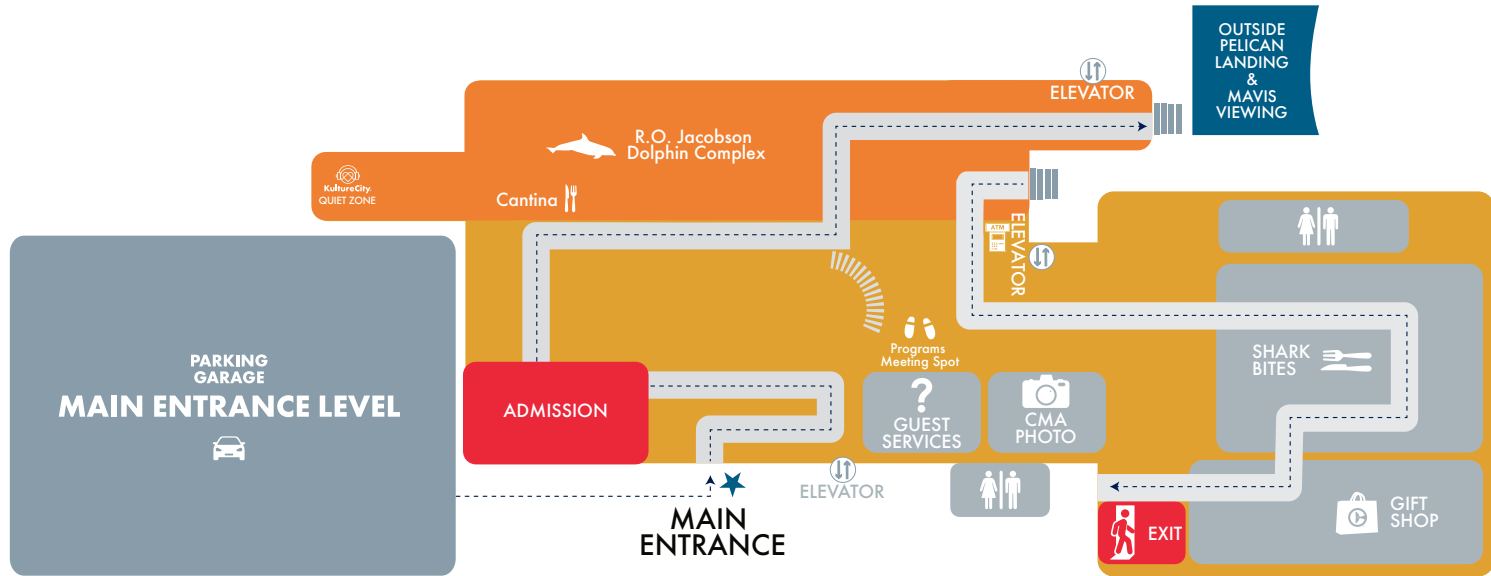 OUTSIDE
PELICAN
LANDING
&
MAVIS
VIEWING
ELEVATOR
R.O. Jacobson
Dolphin Complex
KultureCity.
QUIET ZONE
Cantina
ATM
ELEVATOR
PARKING
GARAGE
MAIN ENTRANCE LEVEL
Programs
Meeting Spot
SHARK
BITES
ADMISSION
?
GUEST
SERVICES
CMA
PHOTO
ELEVATOR
MAIN
ENTRANCE
EXIT
GIFT
SHOP